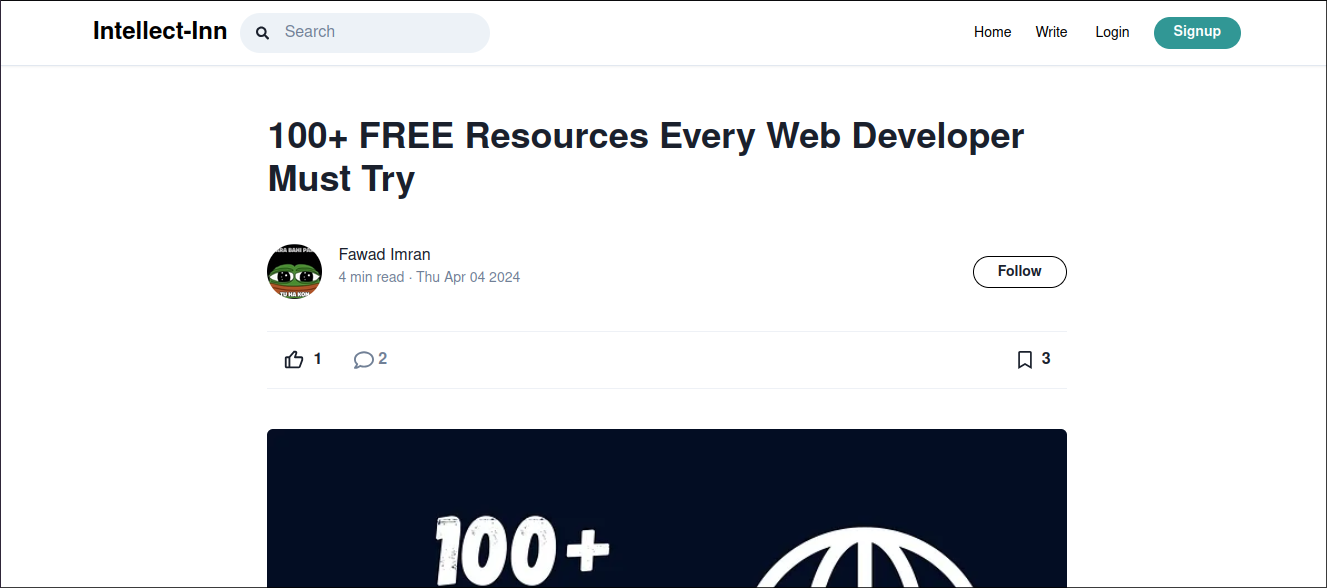 Intellect-Inn
Search
Home
Write
Login
Signup
100+ FREE Resources Every Web Developer
Must Try
Fawad Imran
4 min read · Thu Apr 04 2024
Follow
1
2
3
100+